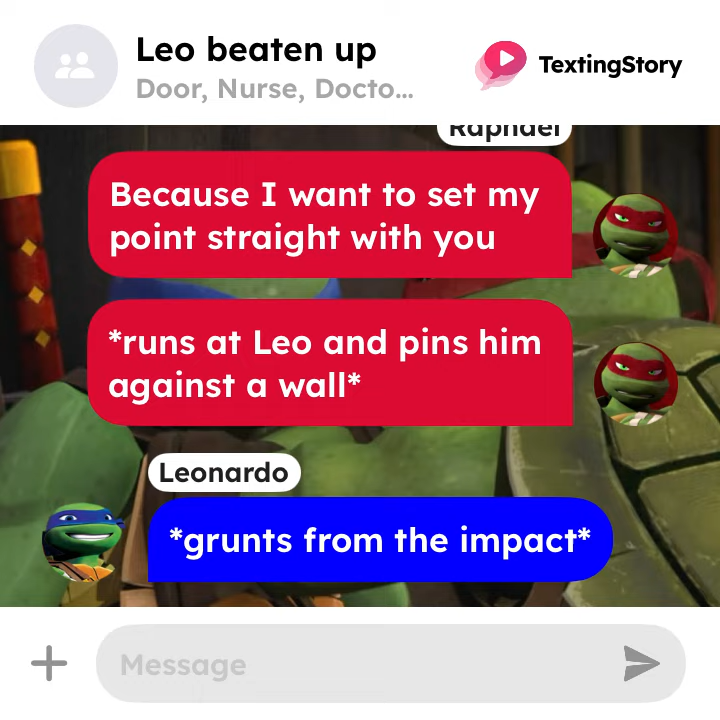 Leo beaten up
Door, Nurse, Docto...
TextingStory
Raphael
Because I want to set my
point straight with you
*runs at Leo and pins him
against a wall*
Leonardo
*grunts from the impact*
Message